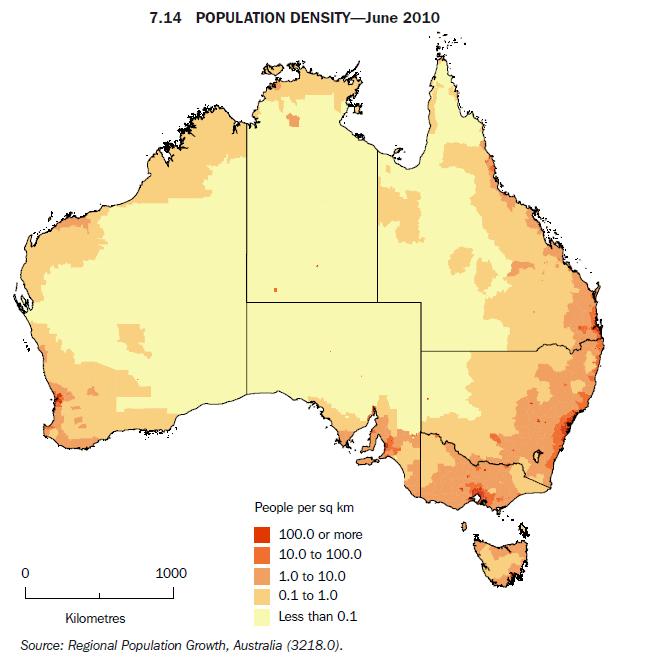 7.14 POPULATION DENSITY—June 2010
People per sq km
100.0 or more
10.0 to 100.0
1.0 to 10.0
0.1 to 1.0
Less than 0.1
0 1000
Kilometres
Source: Regional Population Growth, Australia (3218.0).